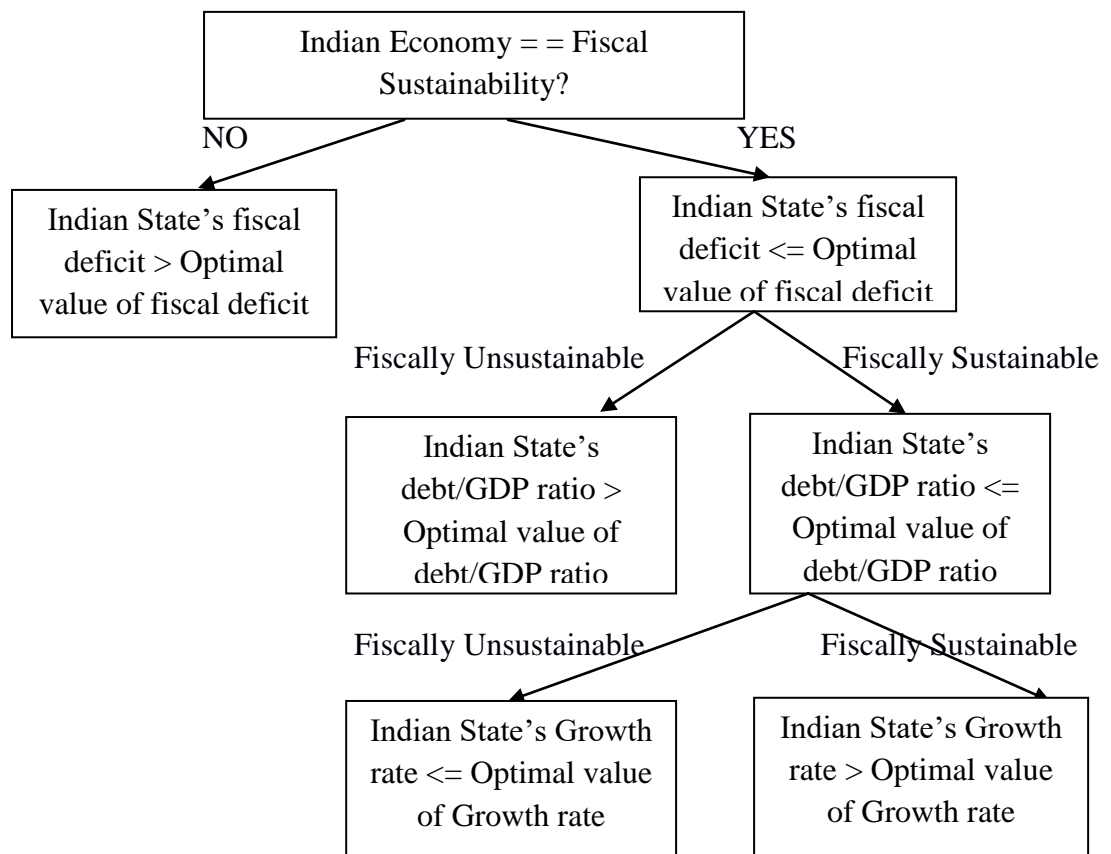 Indian Economy = = Fiscal
Sustainability?
NO
YES
Indian State’s fiscal
deficit > Optimal
value of fiscal deficit
Indian State’s fiscal
deficit <= Optimal
value of fiscal deficit
Fiscally Unsustainable
Fiscally Sustainable
Indian State’s
debt/GDP ratio >
Optimal value of
debt/GDP ratio
Indian State’s
debt/GDP ratio <=
Optimal value of
debt/GDP ratio
Fiscally Unsustainable
Fiscally Sustainable
Indian State’s Growth
rate <= Optimal value
of Growth rate
Indian State’s Growth
rate > Optimal value
of Growth rate